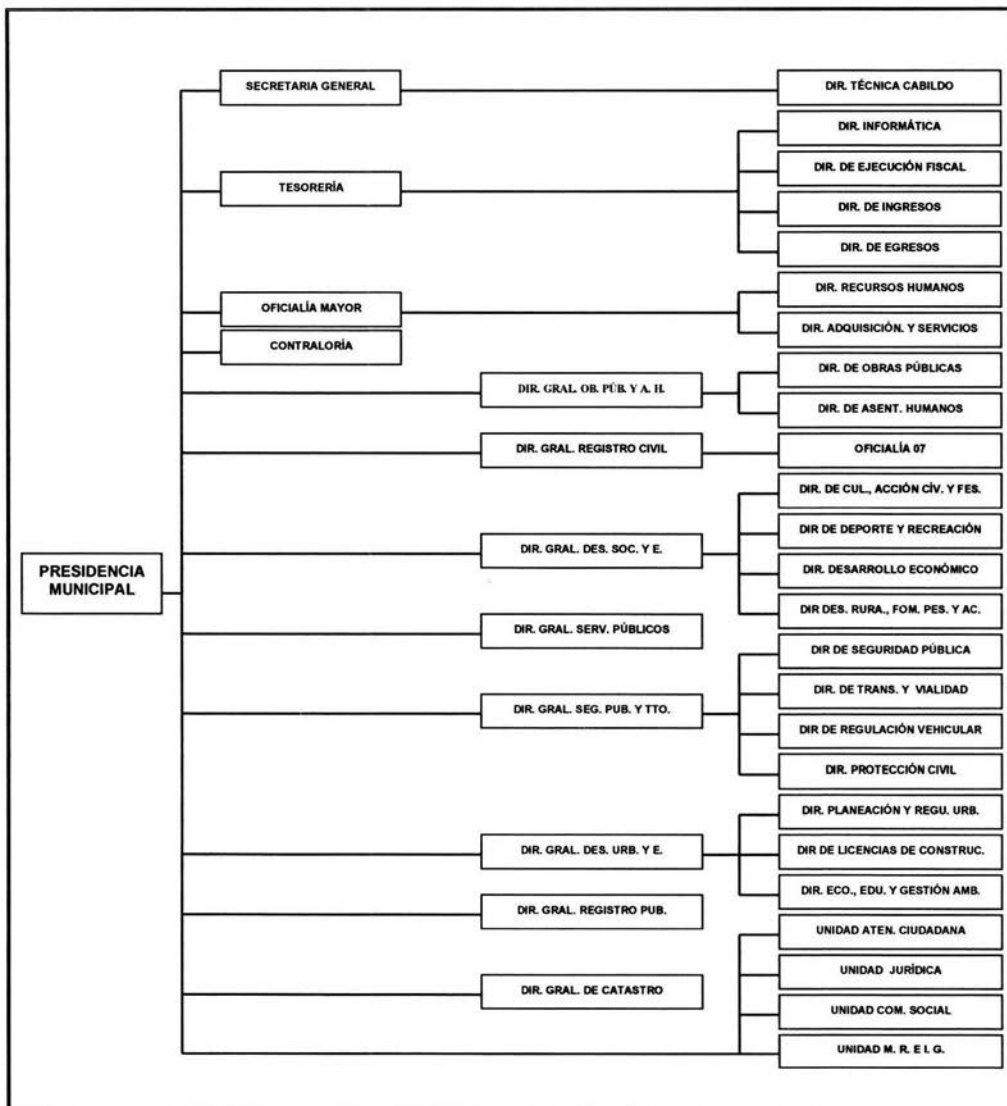 SECRETARIA GENERAL
DIR. TÉCNICA CABILDO
DIR. INFORMÁTICA
DIR. DE EJECUCIÓN FISCAL
TESORERÍA
DIR. DE INGRESOS
DIR. DE EGRESOS
DIR. RECURSOS HUMANOS
OFICIALÍA MAYOR
DIR. ADQUISICIÓN. Y SERVICIOS
CONTRALORÍA
DIR. DE OBRAS PÚBLICAS
DIR. GRAL. OB. PÚB. Y A. H.
DIR. DE ASENT. HUMANOS
DIR. GRAL. REGISTRO CIVIL
OFICIALÍA 07
DIR. DE CUL., ACCIÓN CÍV. Y FES.
DIR DE DEPORTE Y RECREACIÓN
DIR. GRAL. DES. SOC. Y E.
DIR. DESARROLLO ECONÓMICO
PRESIDENCIA
MUNICIPAL
DIR DES. RURA., FOM. PES. Y AC.
DIR. GRAL. SERV. PÚBLICOS
DIR DE SEGURIDAD PÚBLICA
DIR. DE TRANS. Y VIALIDAD
DIR. GRAL. SEG. PUB. Y TTO.
DIR DE REGULACIÓN VEHICULAR
DIR. PROTECCIÓN CIVIL
DIR. PLANEACIÓN Y REGU. URB.
DIR. GRAL. DES. URB. Y E.
DIR DE LICENCIAS DE CONSTRUC.
DIR. ECO., EDU. Y GESTIÓN AMB.
DIR. GRAL. REGISTRO PUB.
UNIDAD ATEN. CIUDADANA
UNIDAD JURÍDICA
DIR. GRAL. DE CATASTRO
UNIDAD COM. SOCIAL
UNIDAD M. R. E I. G.